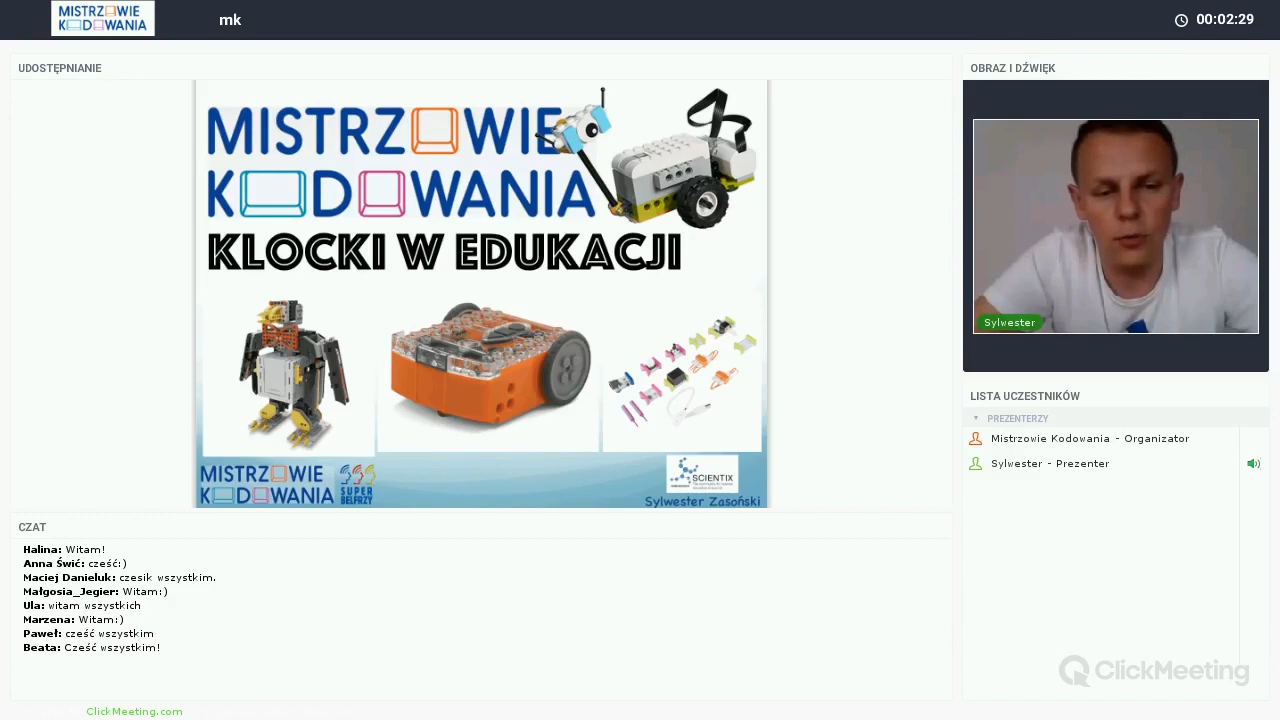 MISTRZOWIE
KODOWANIA
mk
00:02:29
UDOSTĘPNIANIE
MISTRZOWIE
KODOWANIA
KLOCKI W EDUKACJI
MISTRZOWIE
KODOWANIA
SUPER
BELFRZY
SCIENTIX
Sylwester Zasoński
OBRAZ I DŹWIĘK
Sylwester
LISTA UCZESTNIKÓW
PREZENTERZY
Mistrzowie Kodowania - Organizator
Sylwester - Prezenter
CZAT
Halina: Witam!
Anna Świć: cześć:)
Maciej Danieluk: czesik wszystkim.
Małgosia_Jegier: Witam:)
Ula: witam wszystkich
Marzena: Witam:)
Paweł: cześć wszystkim
Beata: Cześć wszystkim!
ClickMeeting
ClickMeeting.com